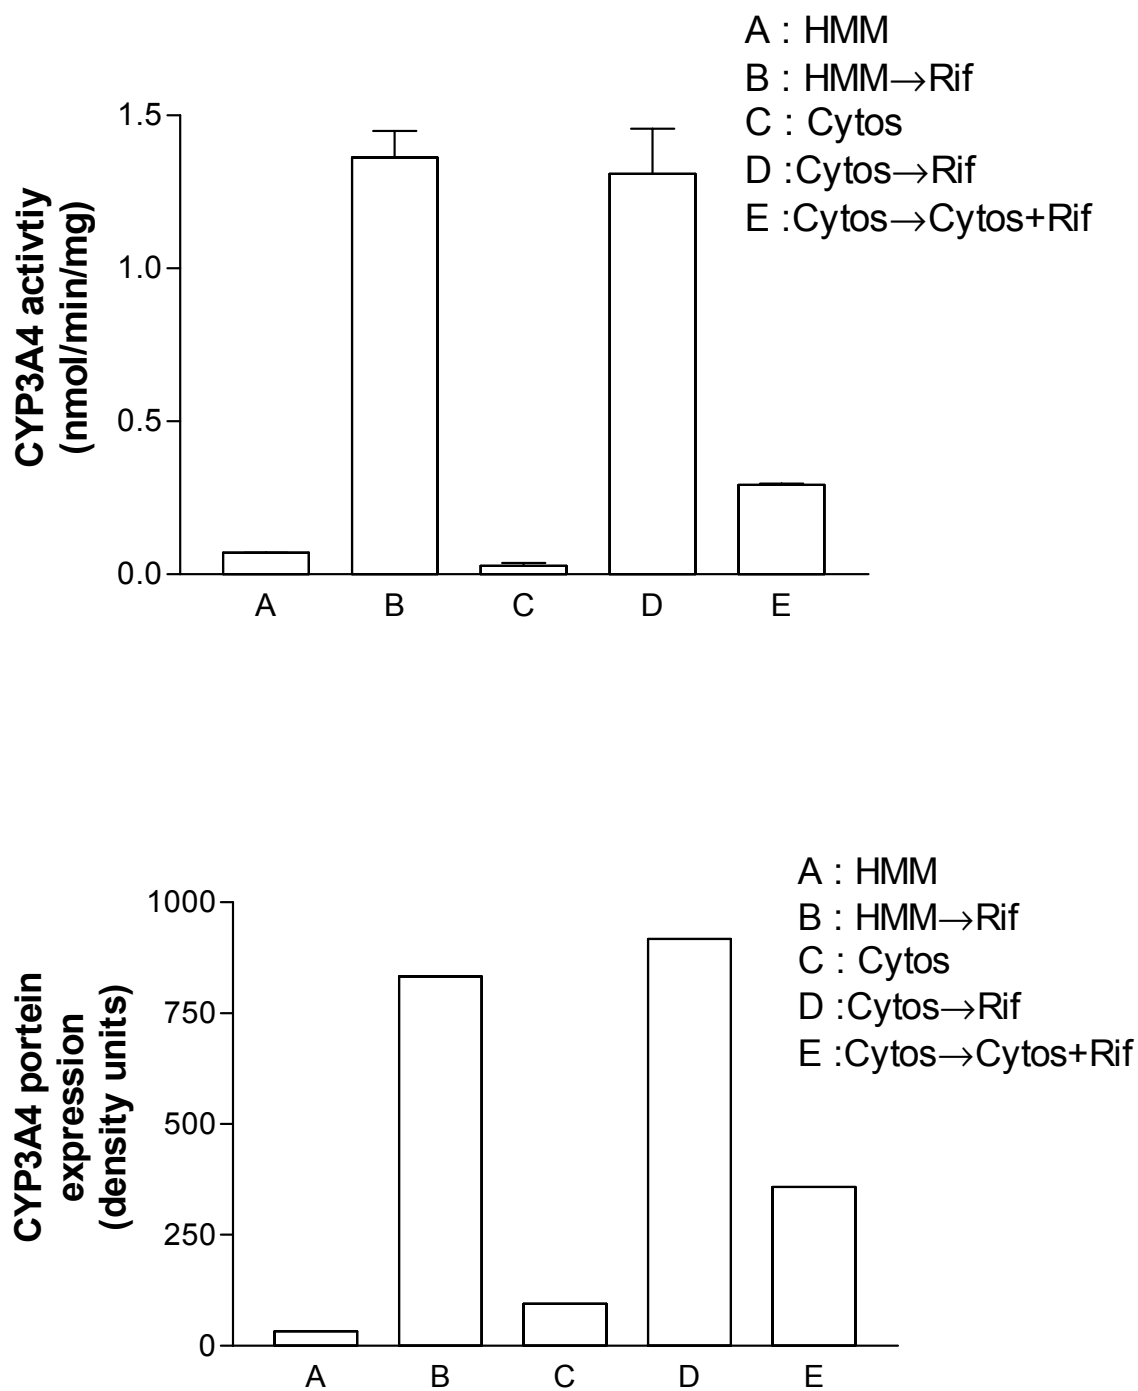 A : HMM
B : HMM→Rif
C : Cytos
D :Cytos→Rif
E :Cytos→Cytos+Rif
CYP3A4 activtiy
(nmol/min/mg)
1.5
1.0
0.5
0.0
A B C D E
A : HMM
B : HMM→Rif
C : Cytos
D :Cytos→Rif
E :Cytos→Cytos+Rif
CYP3A4 portein
expression
(density units)
1000
750
500
250
0
A B C D E